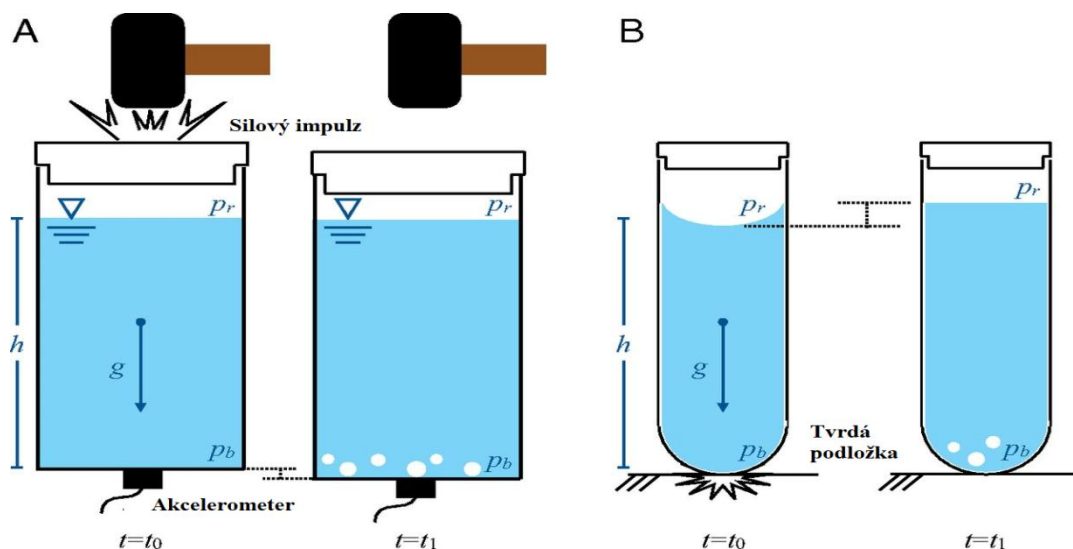 A
B
Silový impulz
p_r
p_r
p_r
p_r
h
g
h
g
p_b
p_b
p_b
p_b
Tvrdá
podložka
Akcelerometer
t=t_0
t=t_1
t=t_0
t=t_1